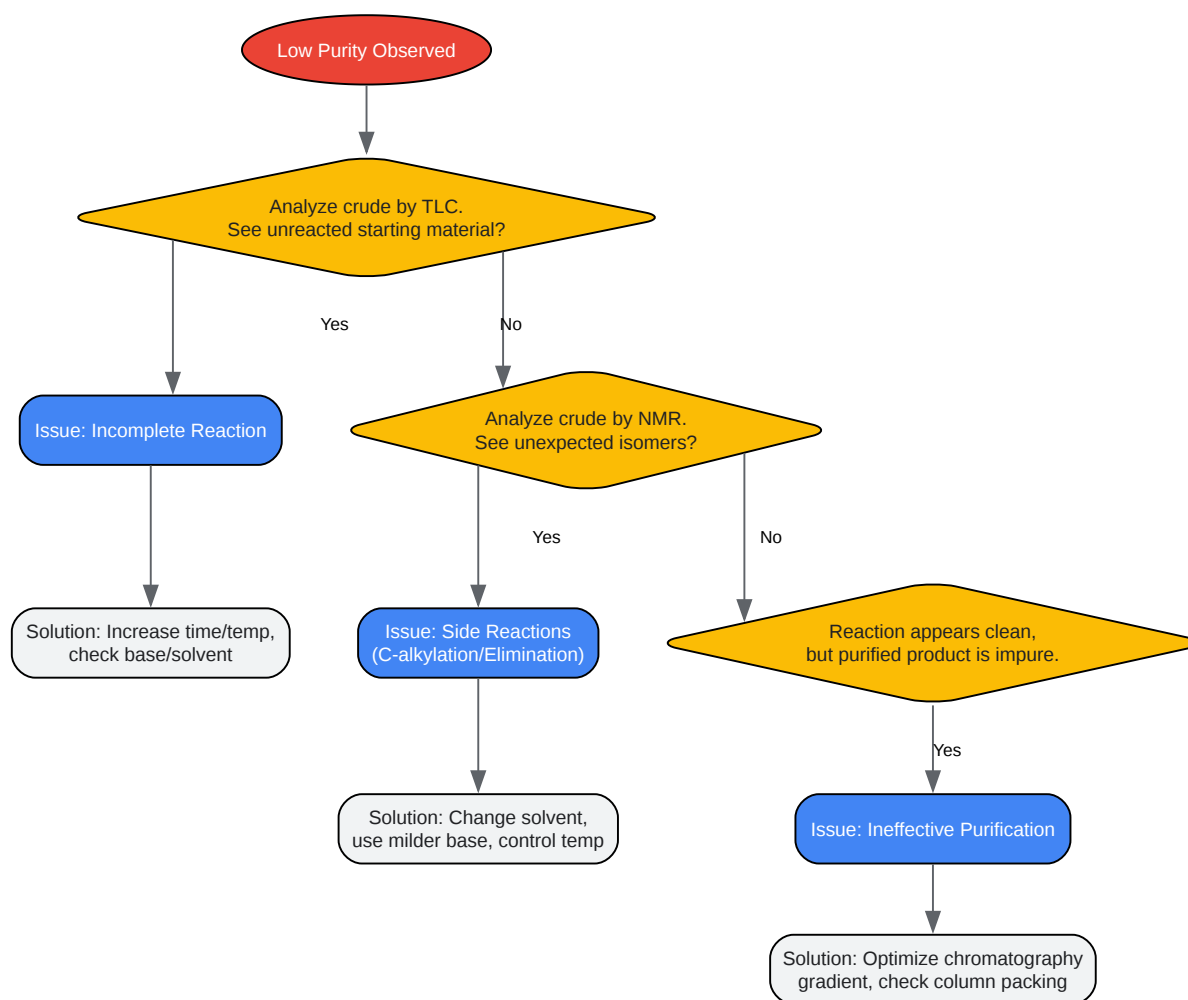 Low Purity Observed
Analyze crude by TLC.
See unreacted starting material?
Yes
No
Issue: Incomplete Reaction
Analyze crude by NMR.
See unexpected isomers?
Yes
No
Solution: Increase time/temp,
check base/solvent
Issue: Side Reactions
(C-alkylation/Elimination)
Reaction appears clean,
but purified product is impure.
Yes
Solution: Change solvent,
use milder base, control temp
Issue: Ineffective Purification
Solution: Optimize chromatography
gradient, check column packing